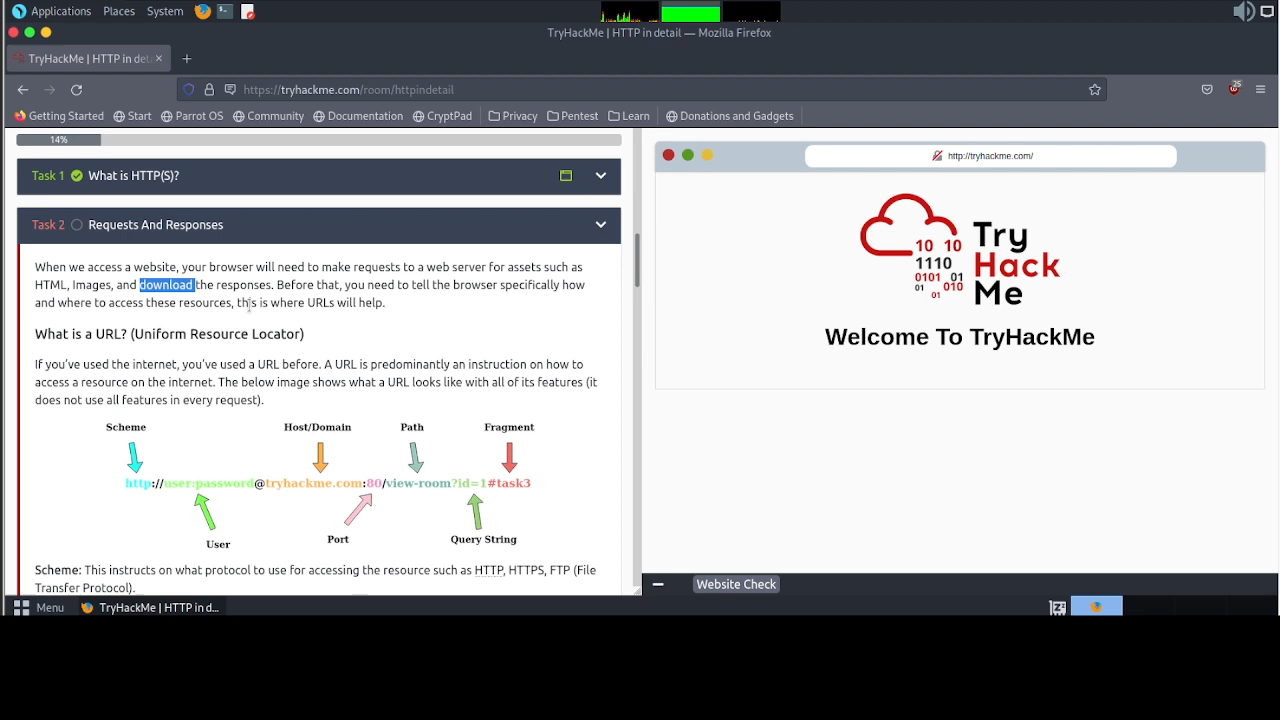 Applications Places System
TryHackMe | HTTP in detail — Mozilla Firefox
TryHackMe | HTTP in det
https://tryhackme.com/room/httpindetail
25
Getting Started Start Parrot OS Community Documentation CryptPad Privacy Pentest Learn Donations and Gadgets
14%
Task 1 What is HTTP(S)?
Task 2 Requests And Responses
When we access a website, your browser will need to make requests to a web server for assets such as
HTML, Images, and download the responses. Before that, you need to tell the browser specifically how
and where to access these resources, this is where URLs will help.
What is a URL? (Uniform Resource Locator)
If you've used the internet, you've used a URL before. A URL is predominantly an instruction on how to
access a resource on the internet. The below image shows what a URL looks like with all of its features (it
does not use all features in every request).
Scheme Host/Domain Path Fragment
http://user:password@tryhackme.com:80/view-room?id=1#task3
User Port Query String
Scheme: This instructs on what protocol to use for accessing the resource such as HTTP, HTTPS, FTP (File
Transfer Protocol).
http://tryhackme.com/
10 10
1110
0101 01
01 010
01
Try
Hack
Me
Welcome To TryHackMe
Website Check
Menu TryHackMe | HTTP in d...